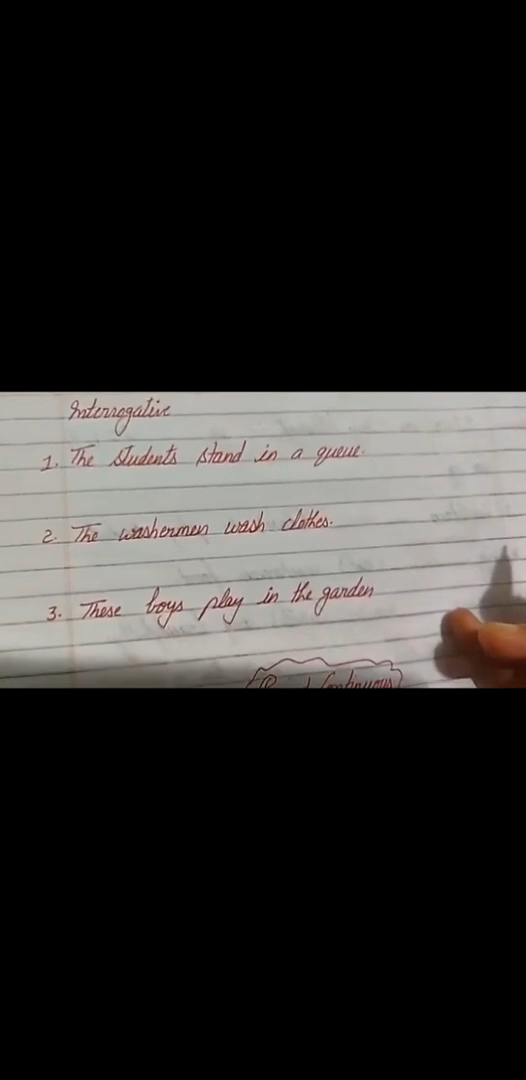 Interrogative
1. The students stand in a queue.
2. The washermen wash clothes.
3. These boys play in the garden
Continuous